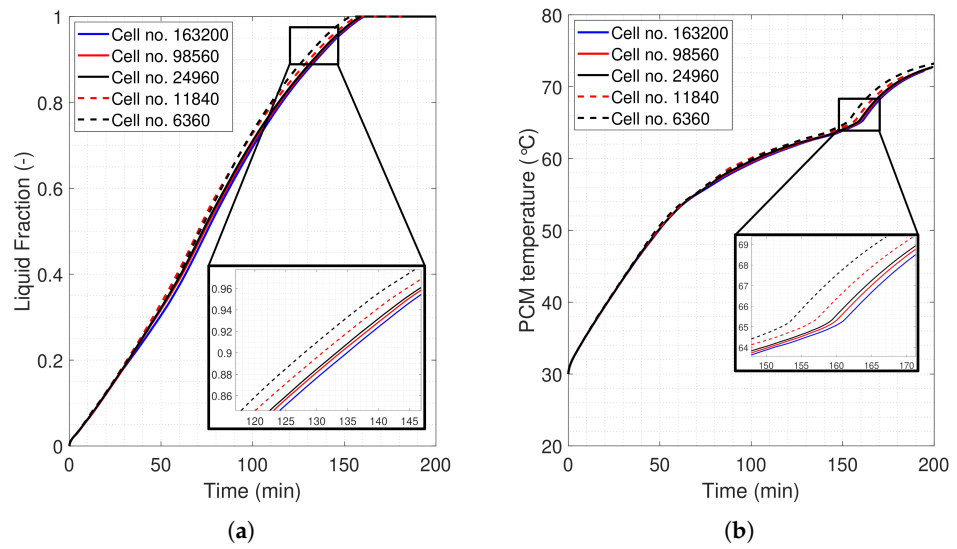 Cell no. 163200
Cell no. 98560
Cell no. 24960
Cell no. 11840
Cell no. 6360
1
0.8
0.6
0.4
0.2
0
Liquid Fraction (-)
0.96
0.94
0.92
0.9
0.88
0.86
120 125 130 135 140 145
0 50 100 150 200
Time (min)
(a)
Cell no. 163200
Cell no. 98560
Cell no. 24960
Cell no. 11840
Cell no. 6360
80
70
60
50
40
30
20
PCM temperature (°C)
69
68
67
66
65
64
150 155 160 165 170
0 50 100 150 200
Time (min)
(b)